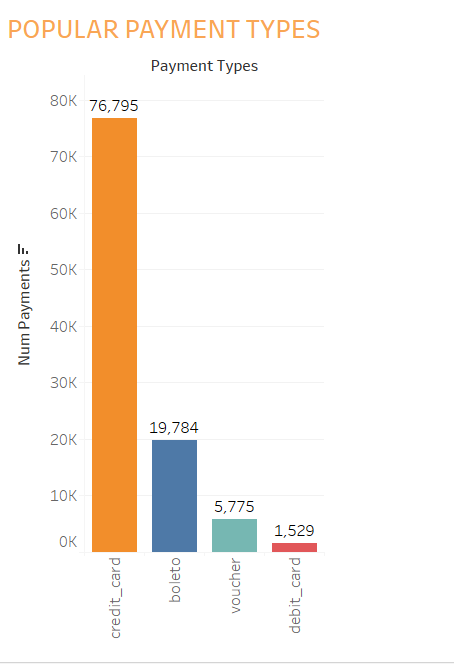 POPULAR PAYMENT TYPES
Payment Types
Num Payments
80K
70K
60K
50K
40K
30K
20K
10K
0K
76,795
19,784
5,775
1,529
credit_card
boleto
voucher
debit_card